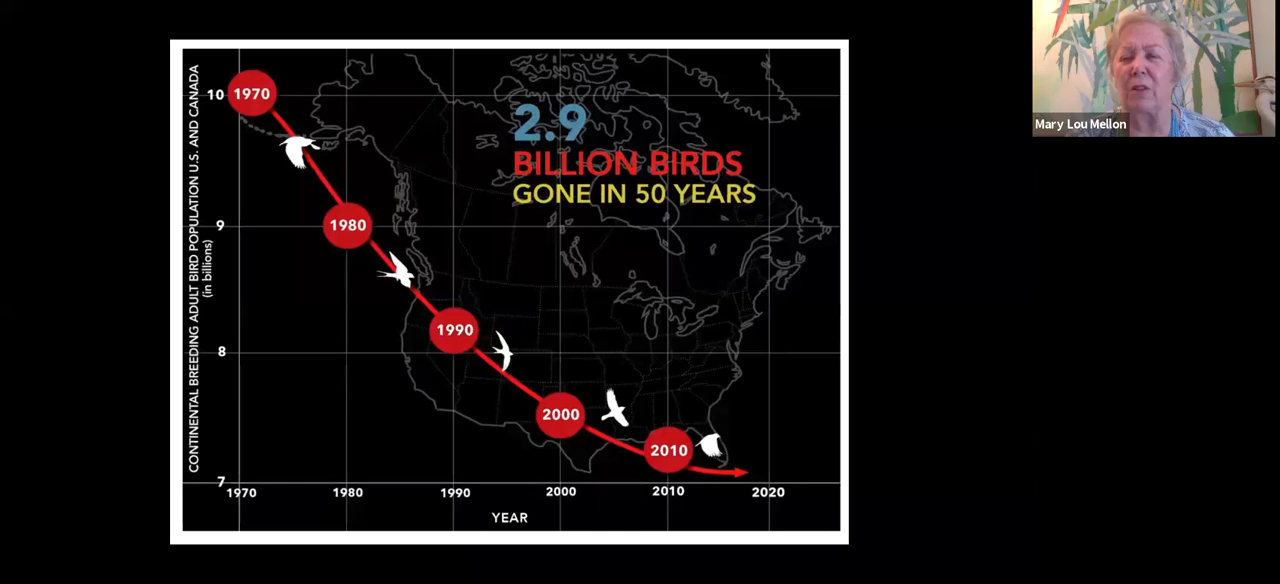 CONTINENTAL BREEDING ADULT BIRD POPULATION U.S. AND CANADA
(in billions)
10
9
8
7
1970
1980
1990
2000
2010
2.9
BILLION BIRDS
GONE IN 50 YEARS
1970 1980 1990 2000 2010 2020
YEAR
Mary Lou Mellon